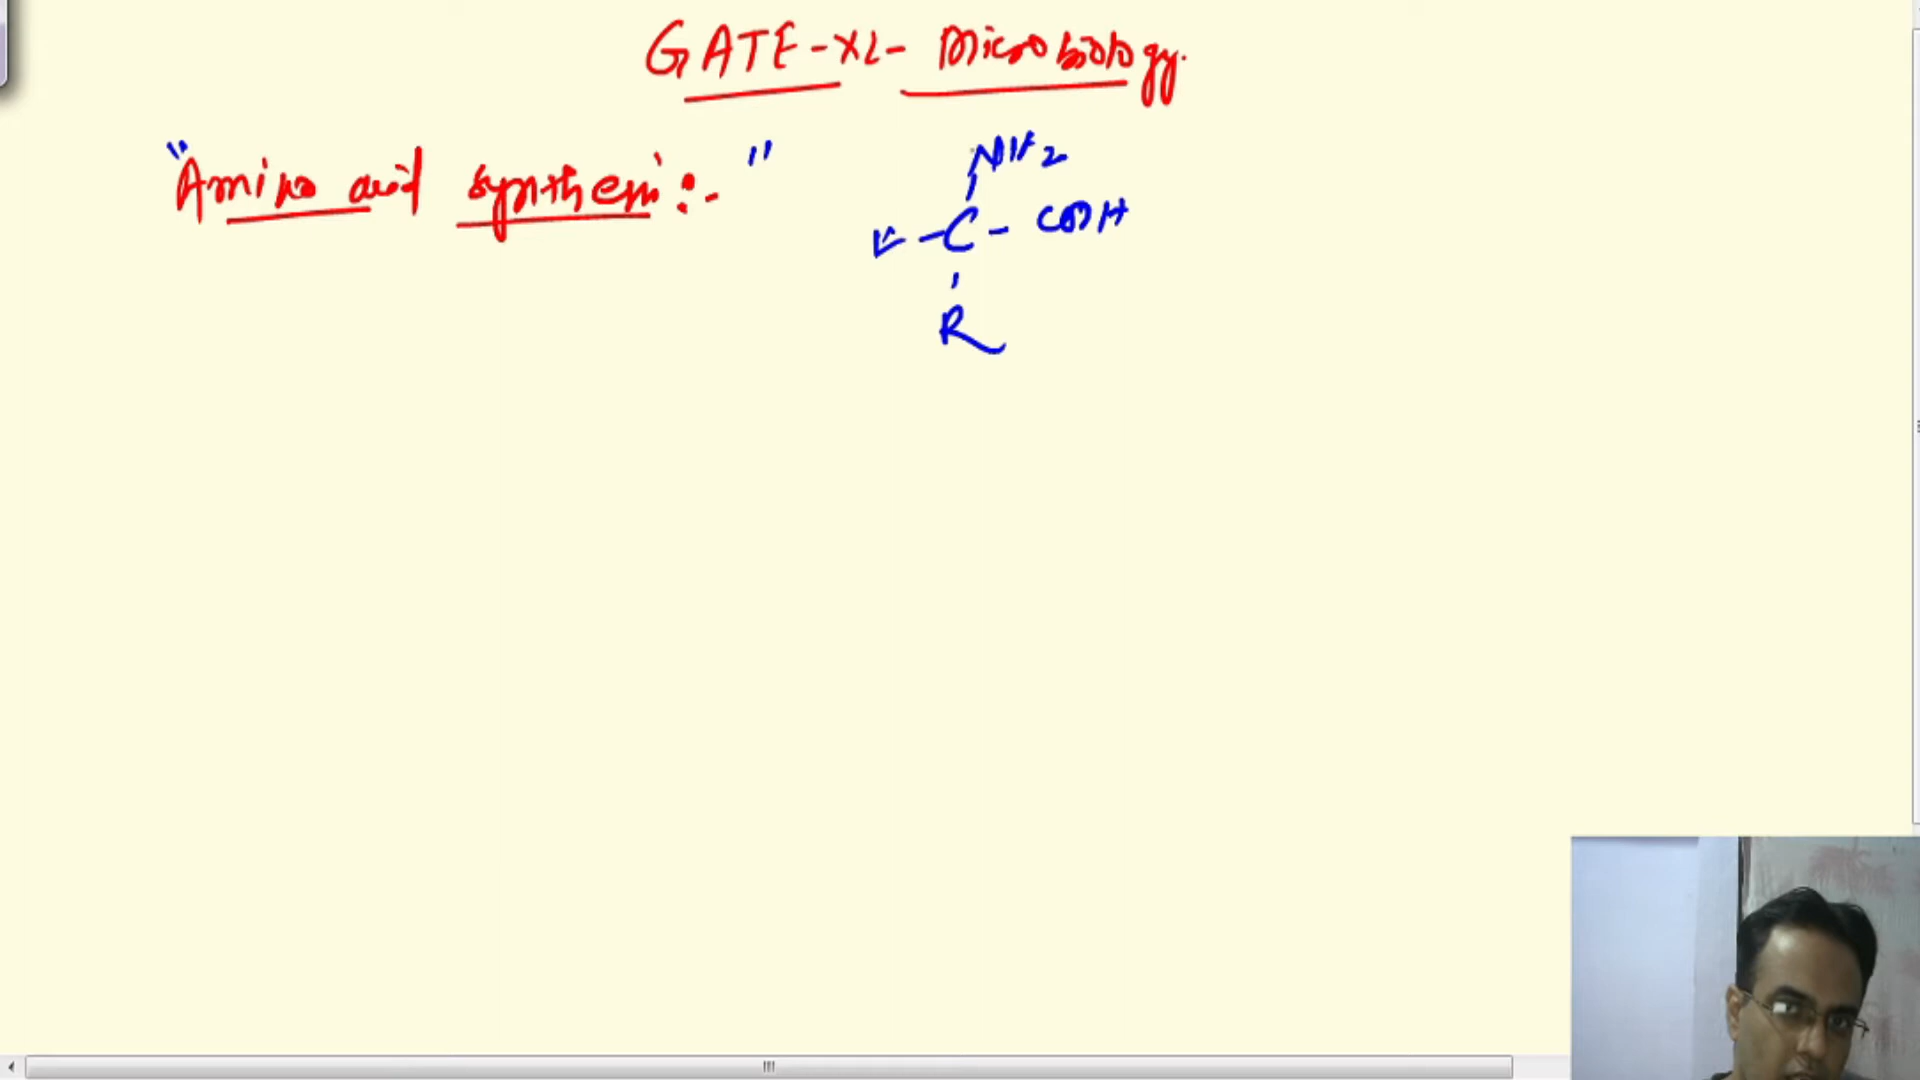 GATE-XL- Microbiology.
"Amino acid synthesis:- "
NH2
- C - COOH
R